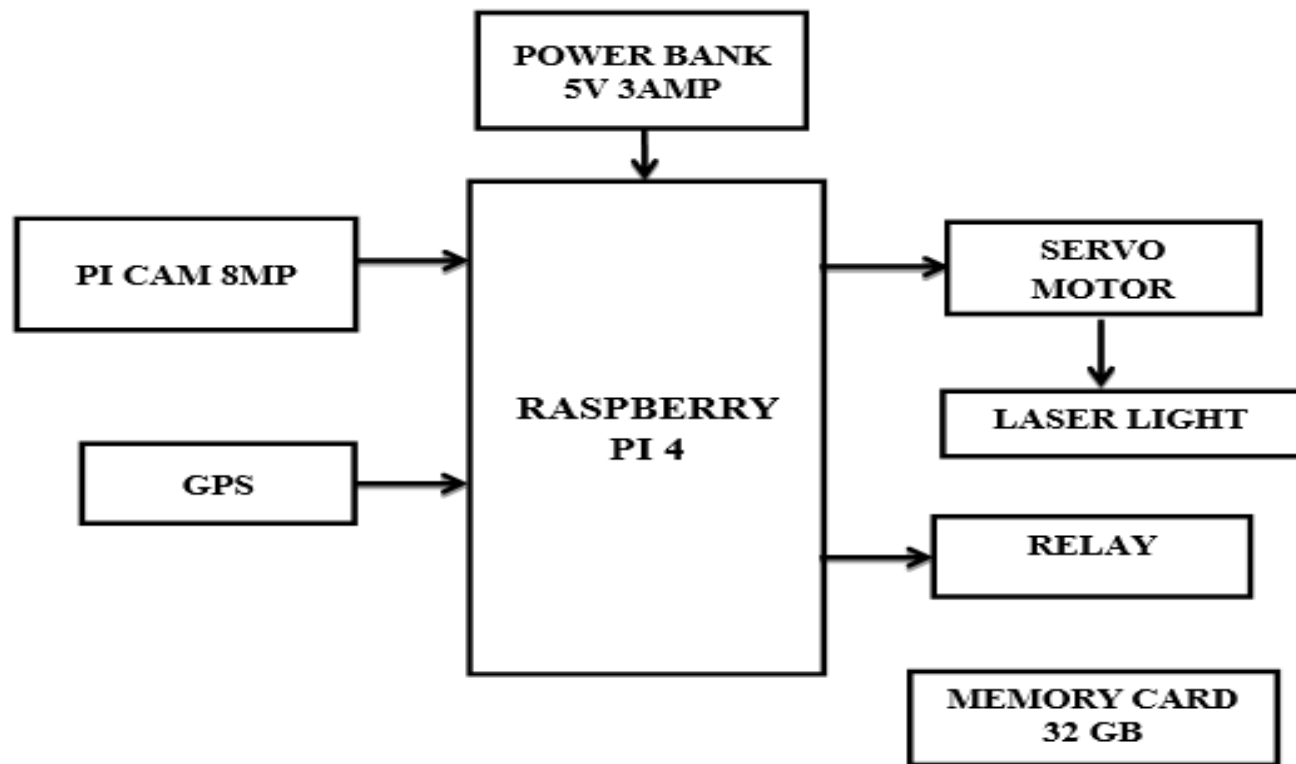 POWER BANK
5V 3AMP
PI CAM 8MP
SERVO
MOTOR
RASPBERRY
PI 4
LASER LIGHT
GPS
RELAY
MEMORY CARD
32 GB